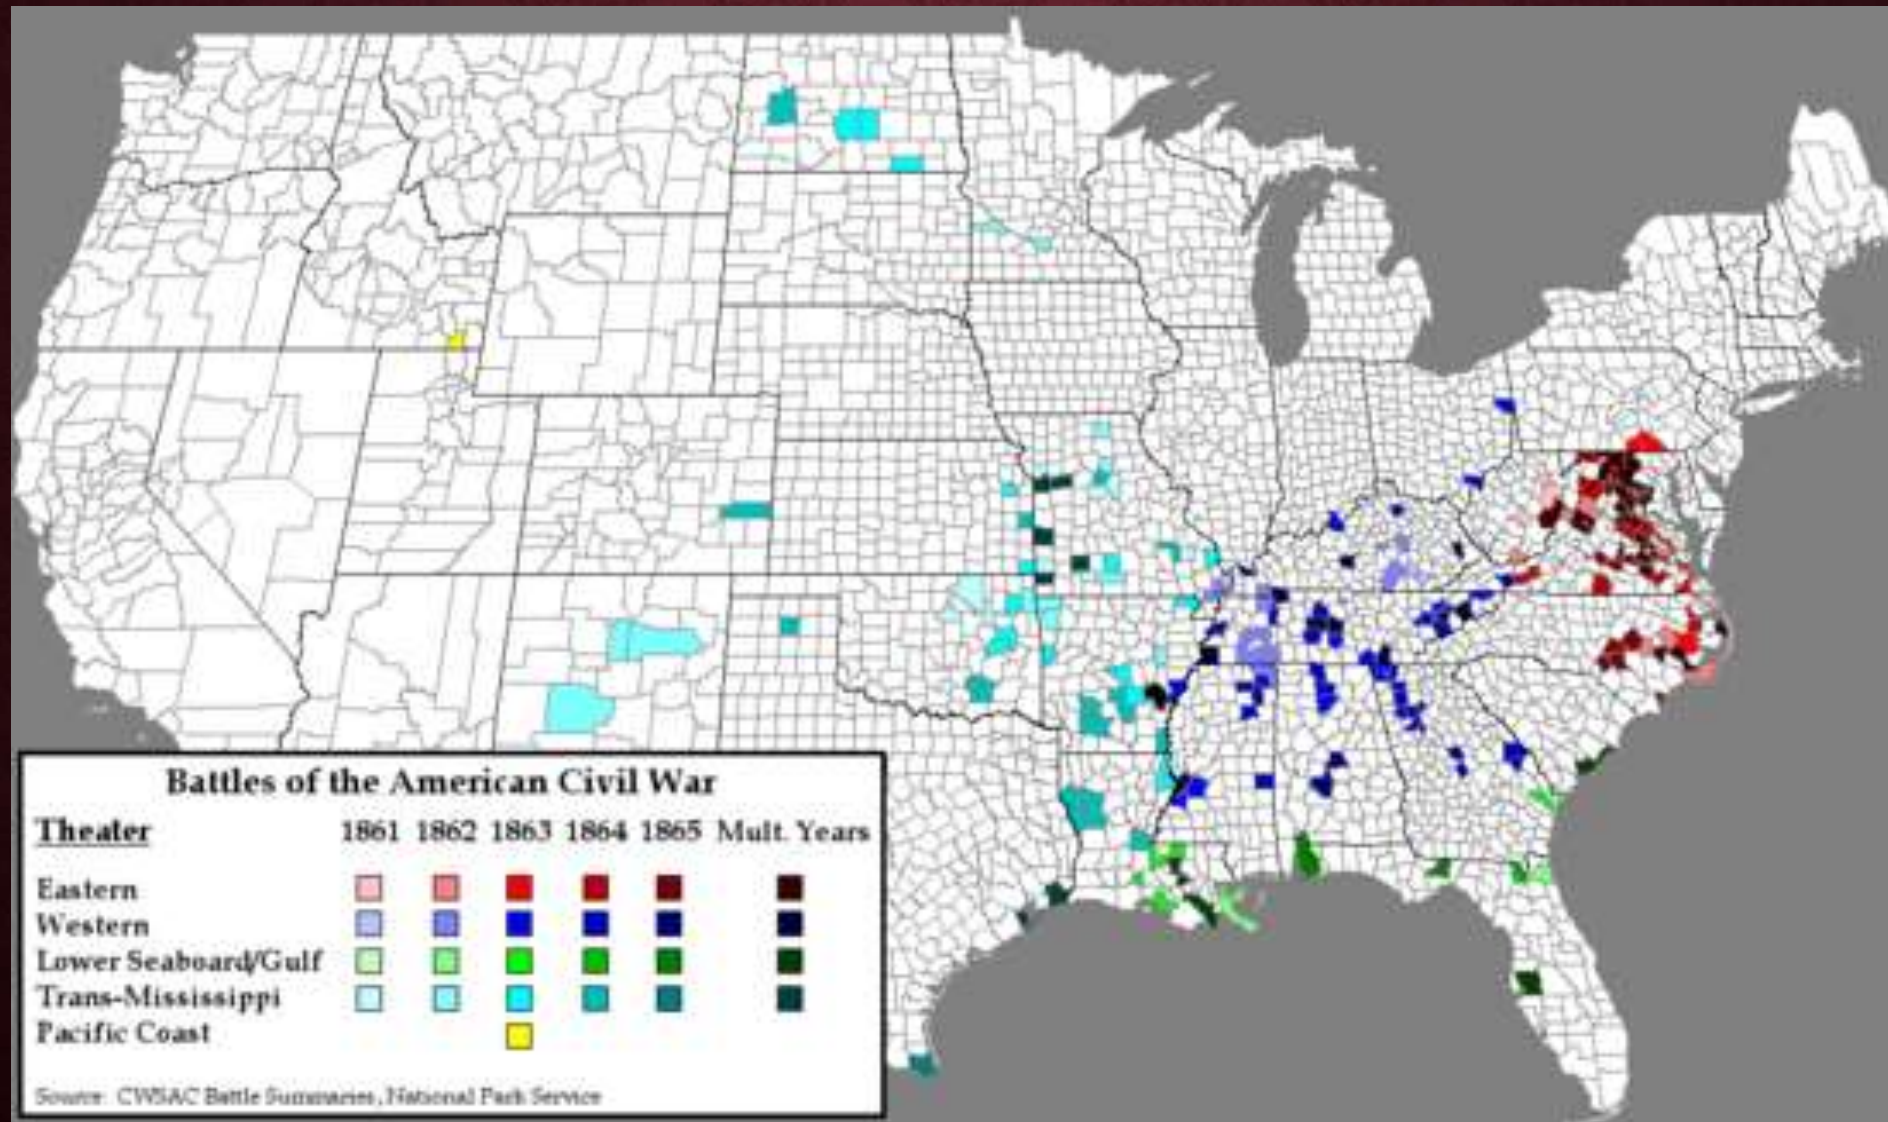 Battles of the American Civil War
Theater 1861 1862 1863 1864 1865 Mult. Years
Eastern
Western
Lower Seaboard/Gulf
Trans-Mississippi
Pacific Coast
Source: CWSAC Battle Summaries, National Park Service